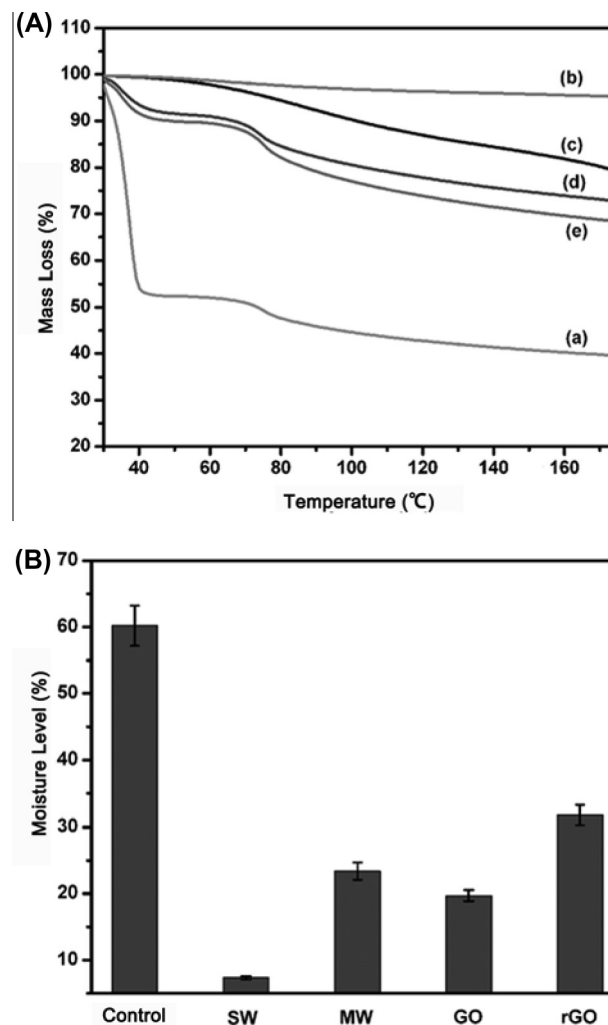 (A)
110
100
90
80
70
60
50
40
30
20
Mass Loss (%)
(b)
(c)
(d)
(e)
(a)
40 60 80 100 120 140 160
Temperature (℃)
(B)
70
60
50
40
30
20
10
Moisture Level (%)
Control SW MW GO rGO